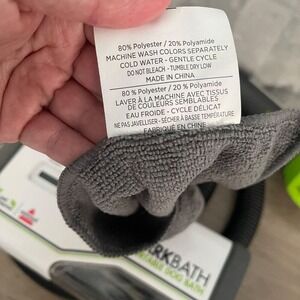 80% Polyester / 20% Polyamide
MACHINE WASH COLORS SEPARATELY
COLD WATER - GENTLE CYCLE
DO NOT BLEACH - TUMBLE DRY LOW
MADE IN CHINA
80% Polyester / 20 % Polyamide
LAVER À LA MACHINE AVEC TISSUS
DE COULEURS SEMBLABLES
EAU FROIDE - CYCLE DÉLICAT
NE PAS JAVELLISER - SÉCHER À BASSE TEMPÉRATURE
FABRIQUÉ EN CHINE
RKBATH
DOG BATH